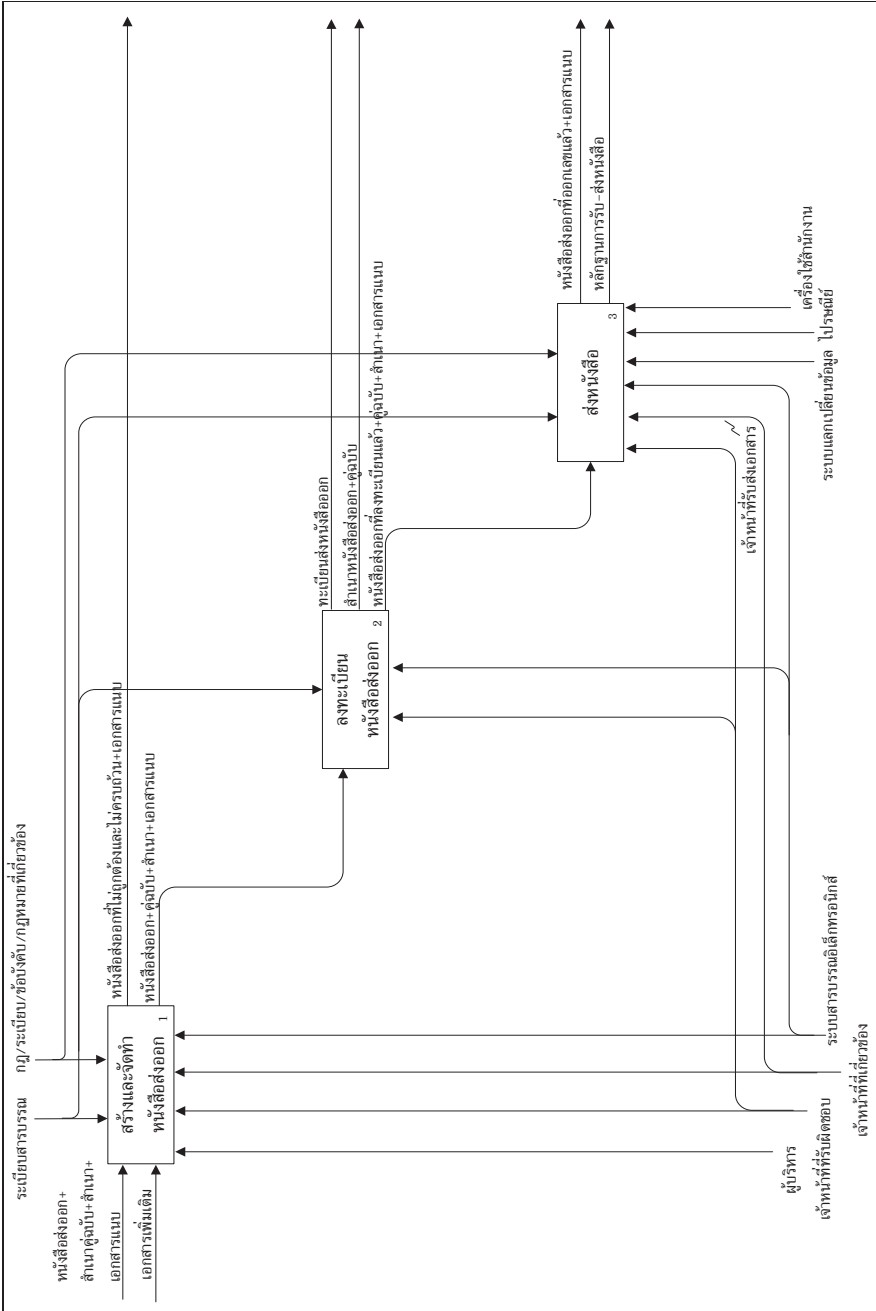 ระเบียบสารบรรณ
กฎ/ระเบียบ/ข้อบังคับ/กฎหมายที่เกี่ยวข้อง
หนังสือส่งออก+
สำเนาคู่ฉบับ+สำเนา+
เอกสารแนบ
เอกสารเพิ่มเติม
สร้างและจัดทำ
หนังสือส่งออก
1
หนังสือส่งออกที่ไม่ถูกต้องและไม่ครบถ้วน+เอกสารแนบ
หนังสือส่งออก+คู่ฉบับ+สำเนา+เอกสารแนบ
ลงทะเบียน
หนังสือส่งออก
2
ทะเบียนส่งหนังสือออก
สำเนาหนังสือส่งออก+คู่ฉบับ
หนังสือส่งออกที่ลงทะเบียนแล้ว+คู่ฉบับ+สำเนา+เอกสารแนบ
ส่งหนังสือ
3
หนังสือส่งออกที่ออกเลขแล้ว+เอกสารแนบ
หลักฐานการรับ-ส่งหนังสือ
เจ้าหน้าที่รับส่งเอกสาร
ผู้บริหาร
เจ้าหน้าที่ที่รับผิดชอบ
เจ้าหน้าที่ที่เกี่ยวข้อง
ระบบสารบรรณอิเล็กทรอนิกส์
ระบบแลกเปลี่ยนข้อมูล
ไปรษณีย์
เครื่องใช้สำนักงาน